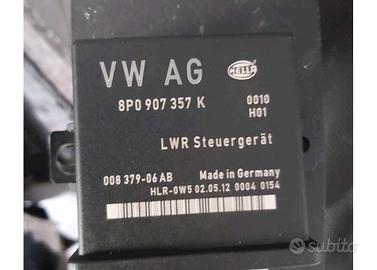 VW AG
HELLA
8P0 907 357 K
0010
H01
LWR Steuergerät
008 379-06 AB
Made in Germany
HLR-0W5 02.05.12 0004 0154
subito